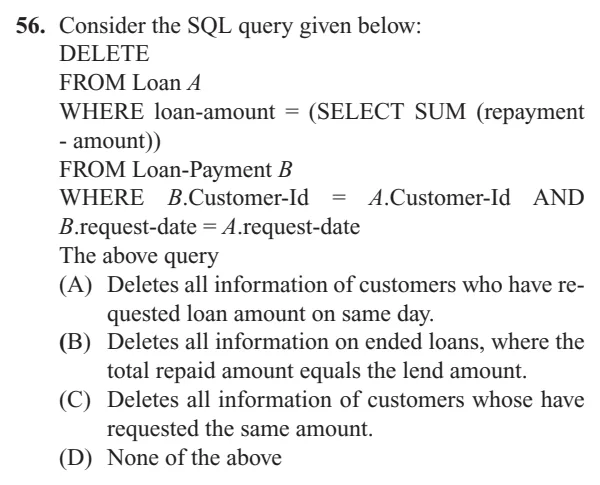 56. Consider the SQL query given below:
DELETE
FROM Loan A
WHERE loan-amount = (SELECT SUM (repayment
- amount))
FROM Loan-Payment B
WHERE B.Customer-Id = A.Customer-Id AND
B.request-date = A.request-date
The above query
(A) Deletes all information of customers who have re-
quested loan amount on same day.
(B) Deletes all information on ended loans, where the
total repaid amount equals the lend amount.
(C) Deletes all information of customers whose have
requested the same amount.
(D) None of the above